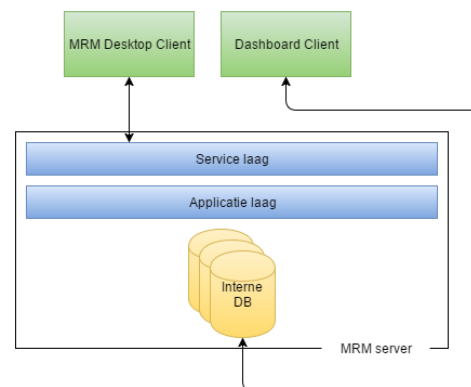 MRM Desktop Client
Dashboard Client
Service laag
Applicatie laag
Interne
DB
MRM server